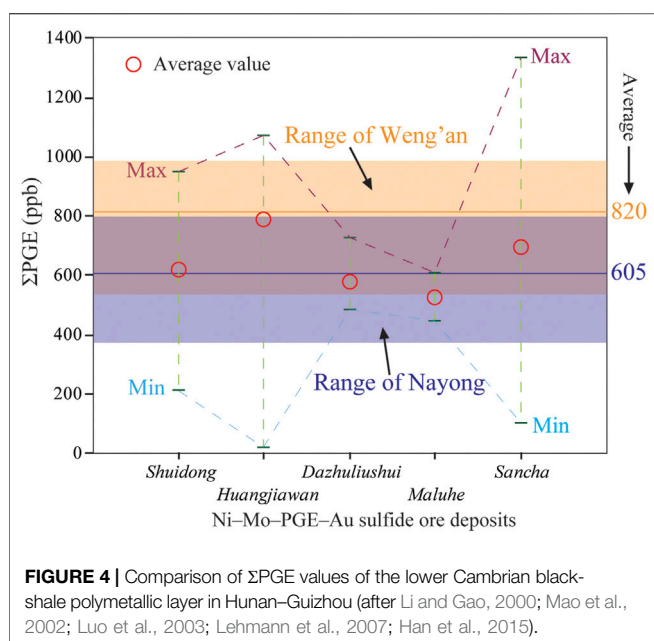 1400
1200
1000
800
600
400
200
0
ΣPGE (ppb)
Average value
Max
Range of Weng'an
Max
Average
820
605
Min
Range of Nayong
Min
Shuidong
Dazhuliushui
Sancha
Huangjiawan
Maluhe
Ni–Mo–PGE–Au sulfide ore deposits
FIGURE 4 | Comparison of ΣPGE values of the lower Cambrian black-
shale polymetallic layer in Hunan–Guizhou (after Li and Gao, 2000; Mao et al.,
2002; Luo et al., 2003; Lehmann et al., 2007; Han et al., 2015).